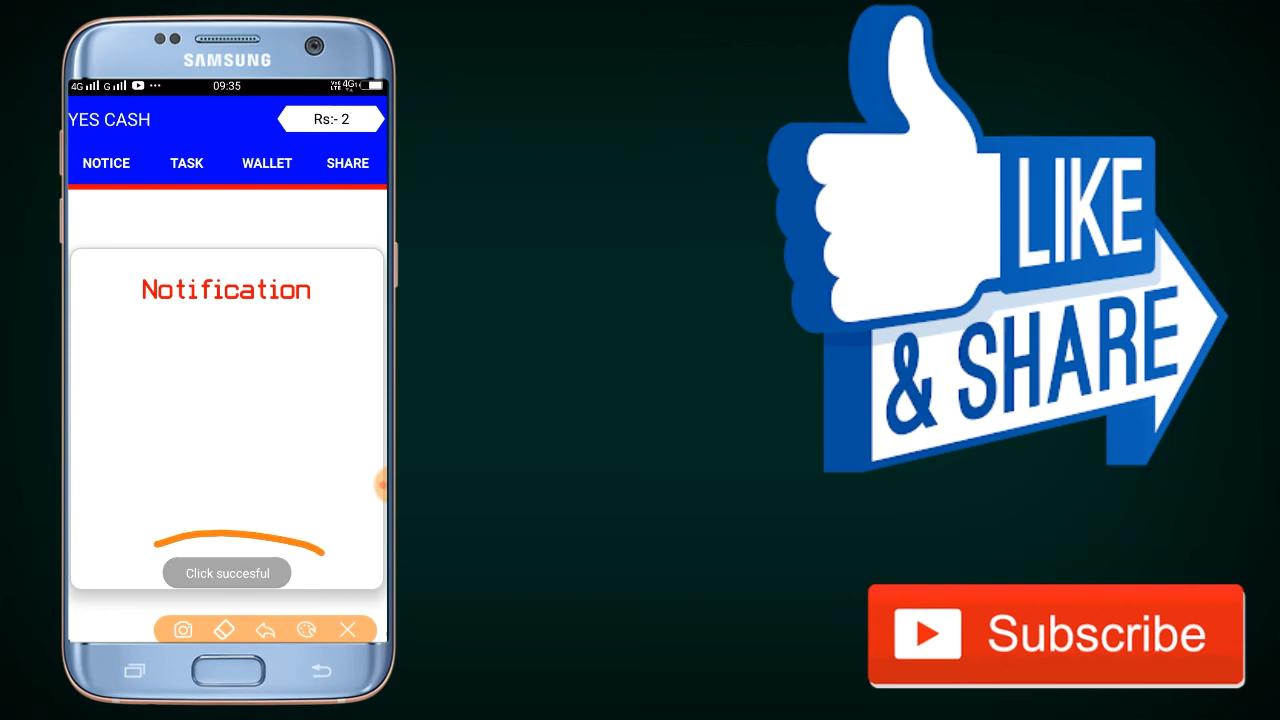 SAMSUNG
4G G ... 09:35 4G
YES CASH
Rs:- 2
NOTICE TASK WALLET SHARE
Notification
Click succesful
LIKE
& SHARE
Subscribe